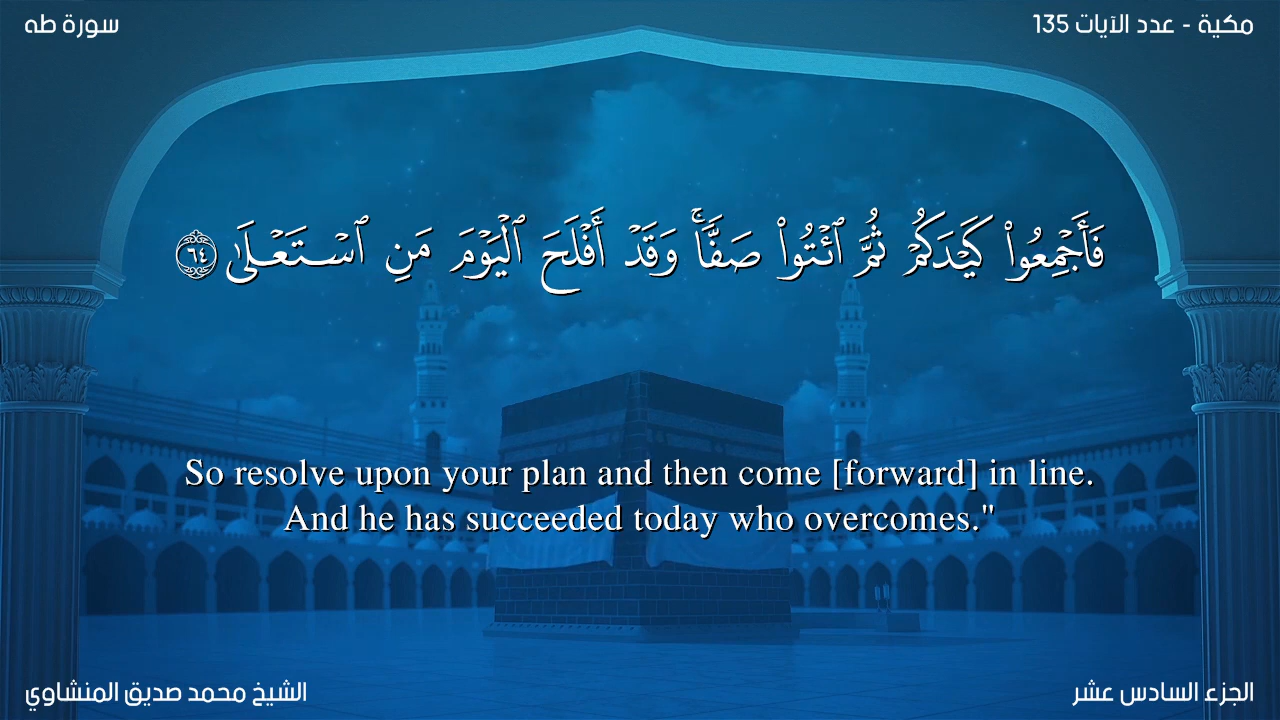 مكية - عدد الآيات 135
سورة طه
فَأَجْمِعُوا۟ كَيْدَكُمْ ثُمَّ ٱئْتُوا۟ صَفًّۭا ۚ وَقَدْ أَفْلَحَ ٱلْيَوْمَ مَنِ ٱسْتَعْلَىٰ ٦٤
So resolve upon your plan and then come [forward] in line.
And he has succeeded today who overcomes."
الجزء السادس عشر
الشيخ محمد صديق المنشاوي